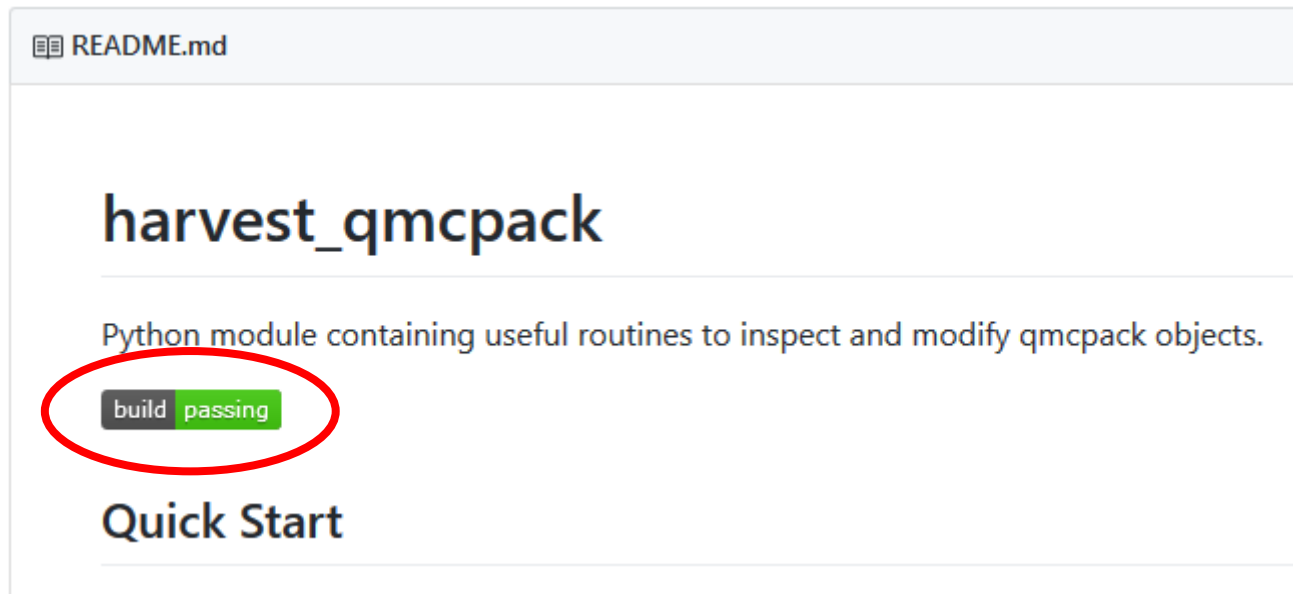 README.md
harvest_qmcpack
Python module containing useful routines to inspect and modify qmcpack objects.
build passing
Quick Start